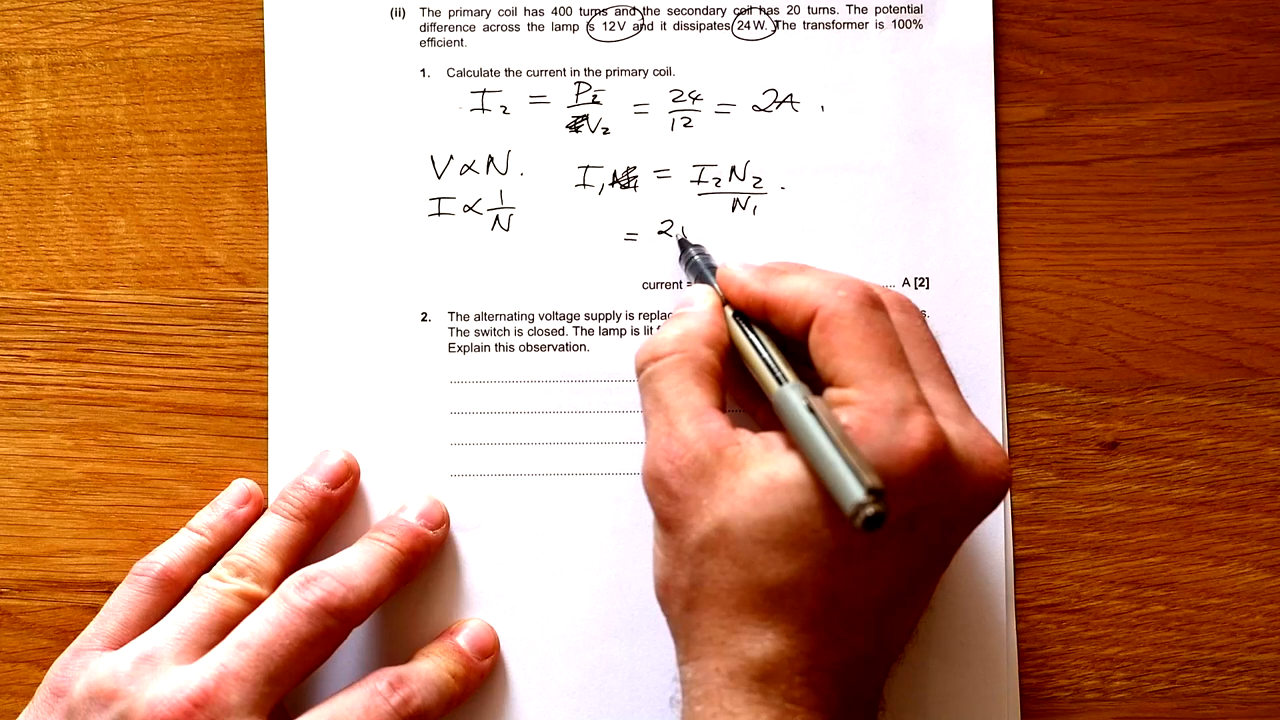 (ii) The primary coil has 400 turns and the secondary coil has 20 turns. The potential
difference across the lamp is 12V and it dissipates 24W. The transformer is 100%
efficient.
1. Calculate the current in the primary coil.
I₂ = P₂/V₂ = 24/12 = 2A.
V∝N. I₁ = I₂N₂/N₁.
I∝1/N
= 2
current = .... A [2]
2. The alternating voltage supply is s.
The switch is closed. The lamp is lit
Explain this observation.